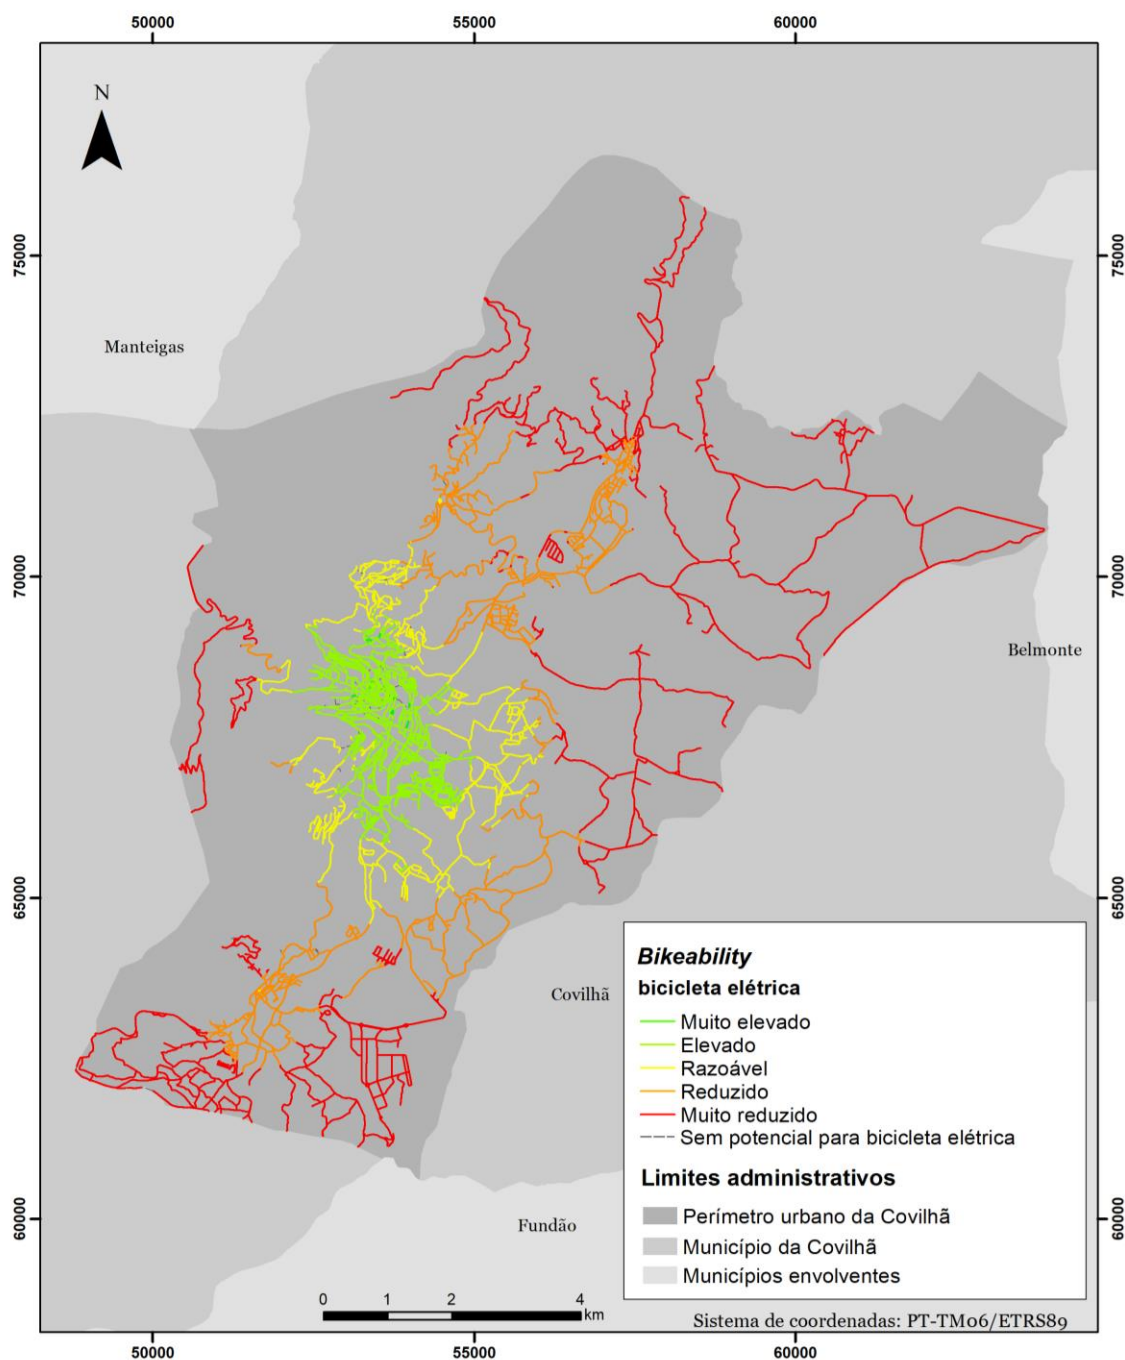 50000 55000 60000
N
75000 75000
Manteigas
70000 70000
Belmonte
65000 65000
Covilhã
Bikeability
bicicleta elétrica
Muito elevado
Elevado
Razoável
Reduzido
Muito reduzido
Sem potencial para bicicleta elétrica
Limites administrativos
Perímetro urbano da Covilhã
Município da Covilhã
Municípios envolventes
60000 60000
Fundão
0 1 2 4
km
Sistema de coordenadas: PT-TM06/ETRS89
50000 55000 60000